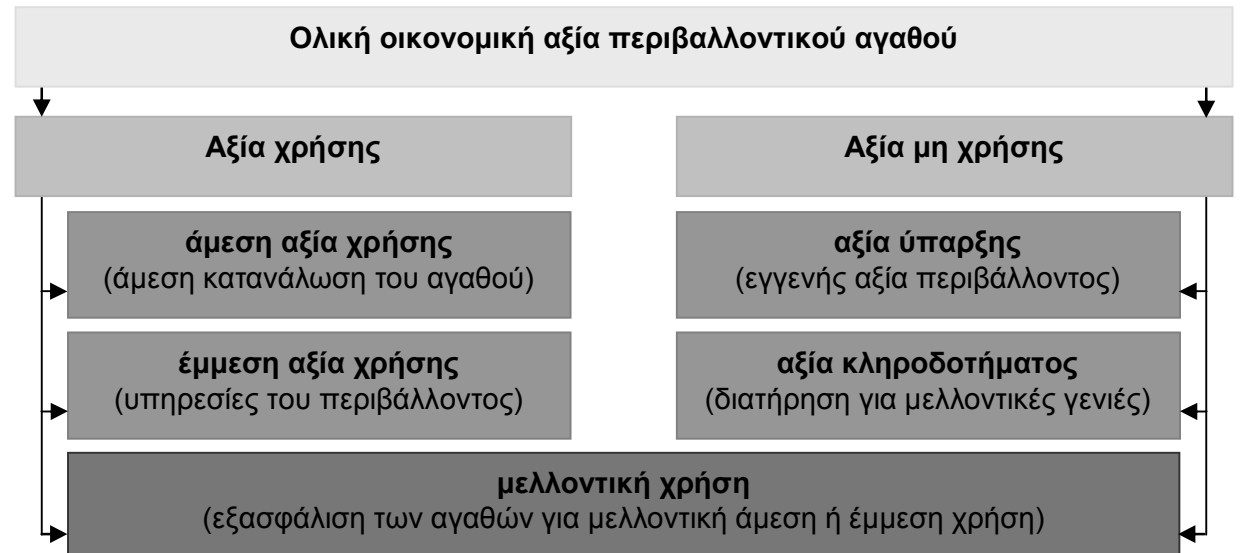 Ολική οικονομική αξία περιβαλλοντικού αγαθού
Αξία χρήσης
Αξία μη χρήσης
άμεση αξία χρήσης
(άμεση κατανάλωση του αγαθού)
αξία ύπαρξης
(εγγενής αξία περιβάλλοντος)
έμμεση αξία χρήσης
(υπηρεσίες του περιβάλλοντος)
αξία κληροδοτήματος
(διατήρηση για μελλοντικές γενιές)
μελλοντική χρήση
(εξασφάλιση των αγαθών για μελλοντική άμεση ή έμμεση χρήση)